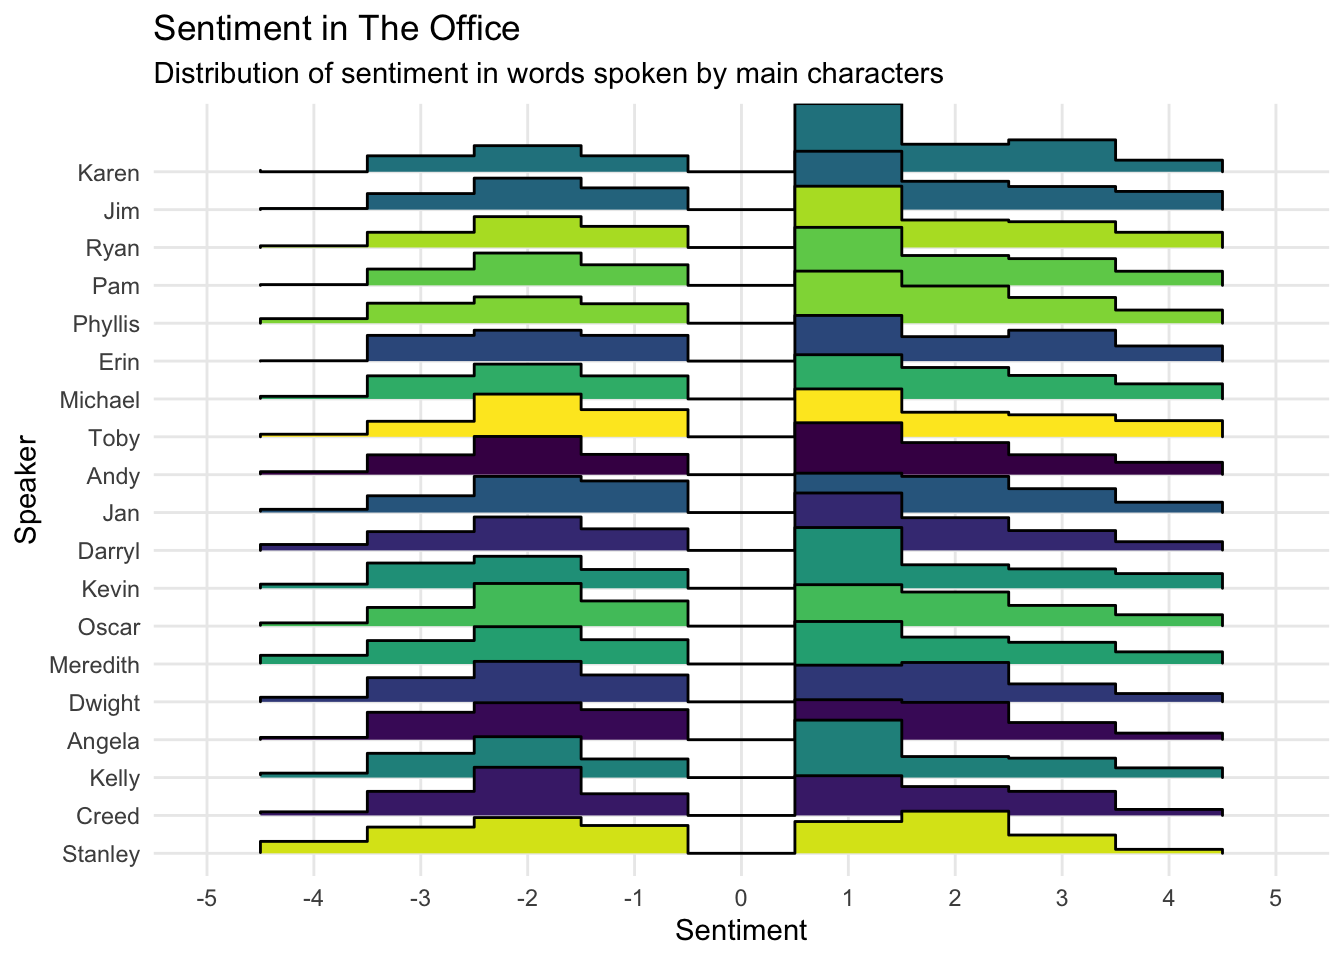 Sentiment in The Office
Distribution of sentiment in words spoken by main characters
Speaker
Karen
Jim
Ryan
Pam
Phyllis
Erin
Michael
Toby
Andy
Jan
Darryl
Kevin
Oscar
Meredith
Dwight
Angela
Kelly
Creed
Stanley
-5 -4 -3 -2 -1 0 1 2 3 4 5
Sentiment